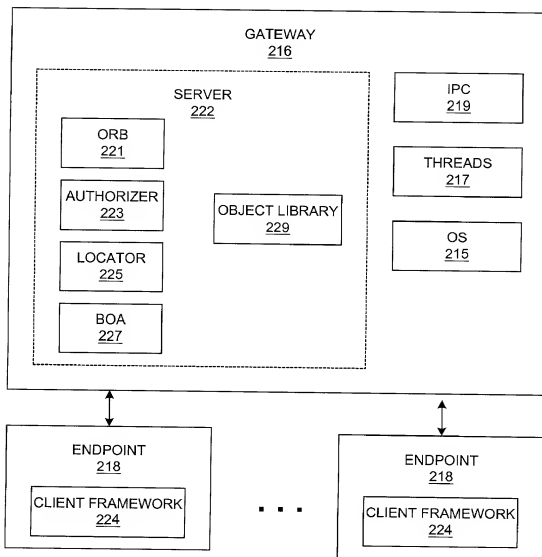 GATEWAY
216
SERVER
222
ORB
221
AUTHORIZER
223
LOCATOR
225
BOA
227
OBJECT LIBRARY
229
IPC
219
THREADS
217
OS
215
ENDPOINT
218
CLIENT FRAMEWORK
224
ENDPOINT
218
CLIENT FRAMEWORK
224